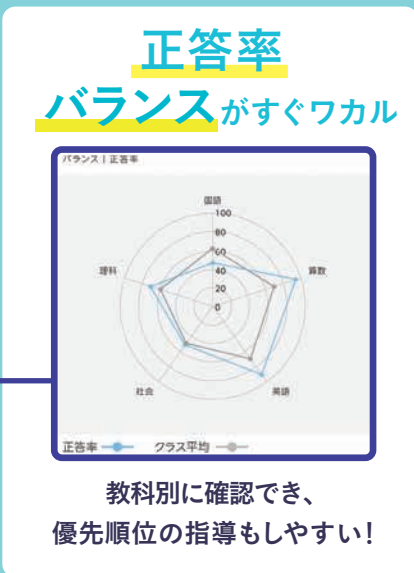 正答率
バランスがすぐワカル
バランス | 正答率
国語
100
80
60
40
20
0
理科
算数
社会
英語
正答率
クラス平均
教科別に確認でき、
優先順位の指導もしやすい！